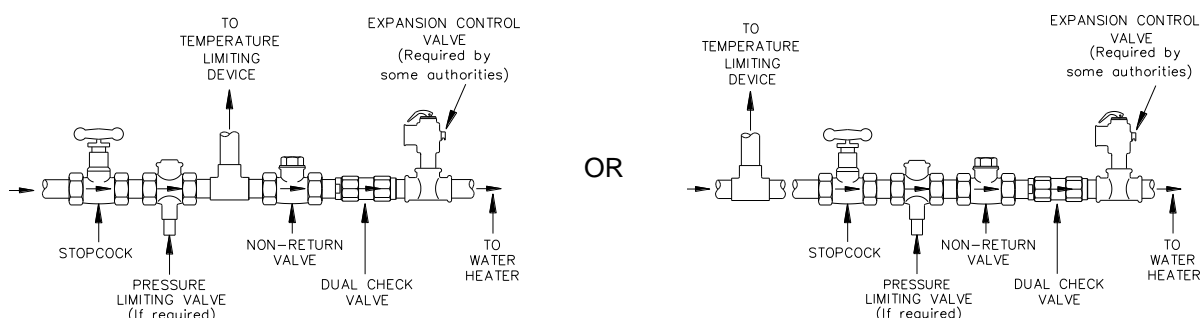 TO
TEMPERATURE
LIMITING
DEVICE
EXPANSION CONTROL
VALVE
(Required by
some authorities)
STOPCOCK
PRESSURE
LIMITING VALVE
(If required)
NON-RETURN
VALVE
DUAL CHECK
VALVE
TO
WATER
HEATER
OR
TO
TEMPERATURE
LIMITING
DEVICE
EXPANSION CONTROL
VALVE
(Required by
some authorities)
STOPCOCK
PRESSURE
LIMITING VALVE
(If required)
NON-RETURN
VALVE
DUAL CHECK
VALVE
TO
WATER
HEATER